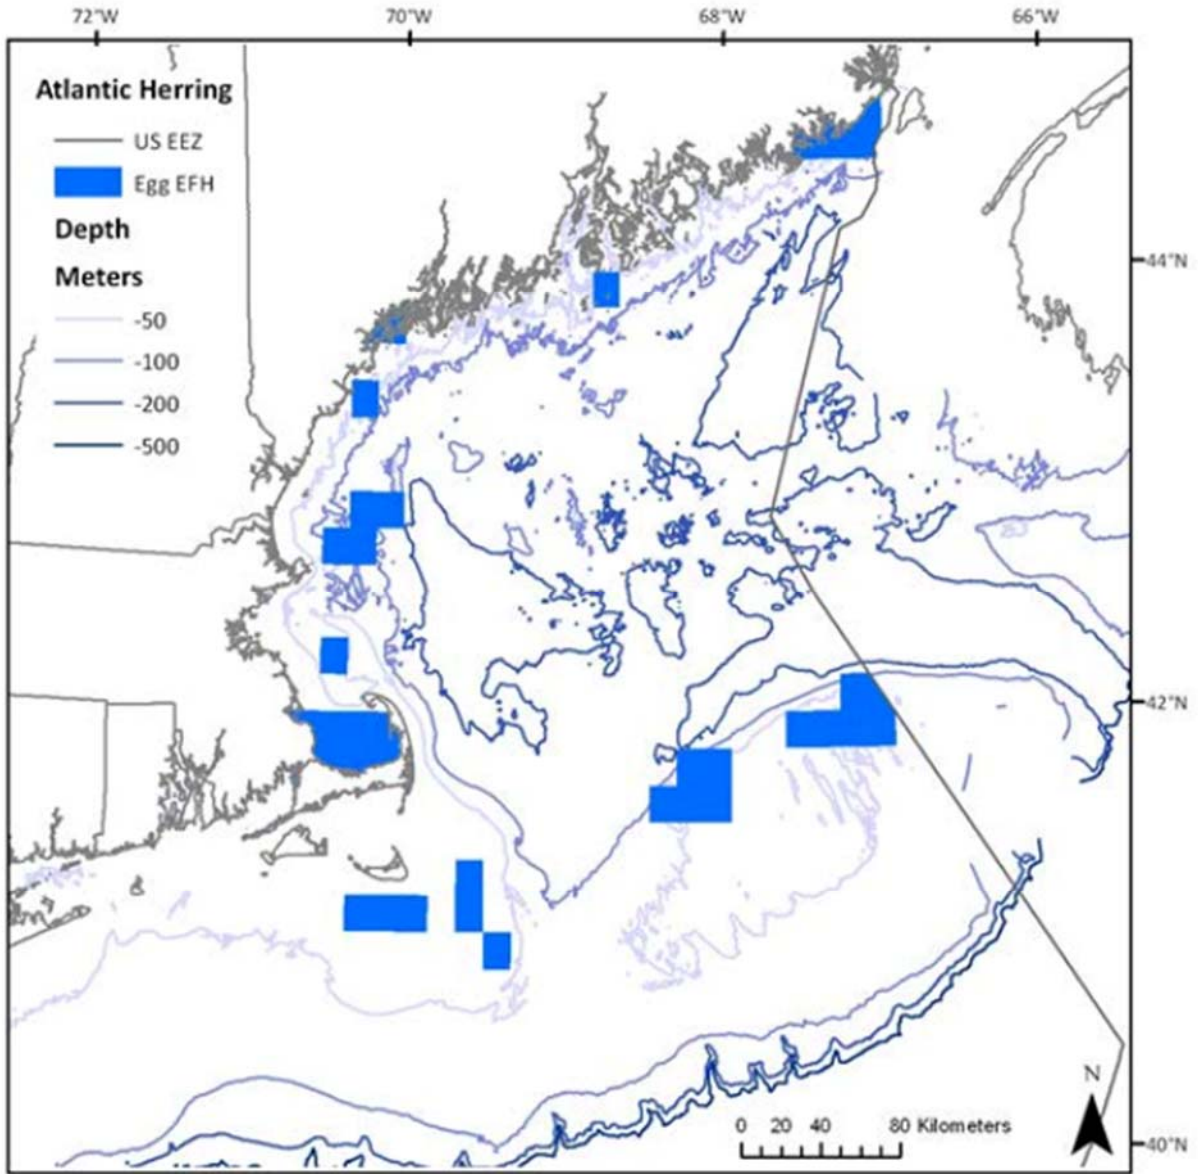 72°W 70°W 68°W 66°W
Atlantic Herring
US EEZ
Egg EFH
Depth
Meters
-50
-100
-200
-500
44°N
42°N
40°N
N
0 20 40 80 Kilometers